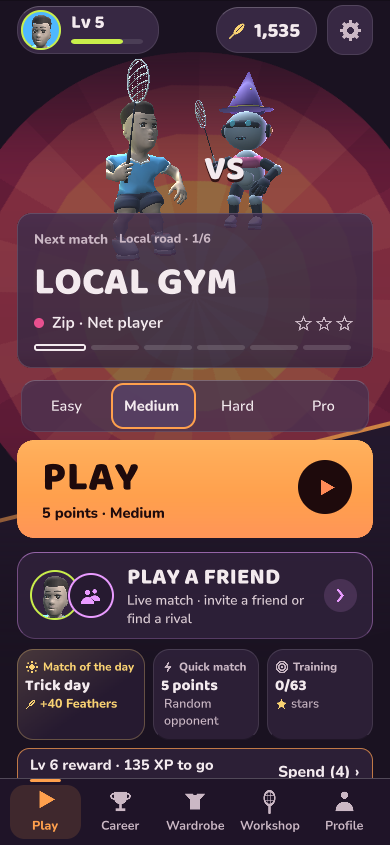 Lv 5
1,535
VS
Next match Local road · 1/6
LOCAL GYM
Zip · Net player
Easy Medium Hard Pro
PLAY
5 points · Medium
PLAY A FRIEND
Live match · invite a friend or
find a rival
Match of the day
Trick day
+40 Feathers
Quick match
5 points
Random
opponent
Training
0/63
stars
Lv 6 reward · 135 XP to go
Spend (4) ›
Play Career Wardrobe Workshop Profile